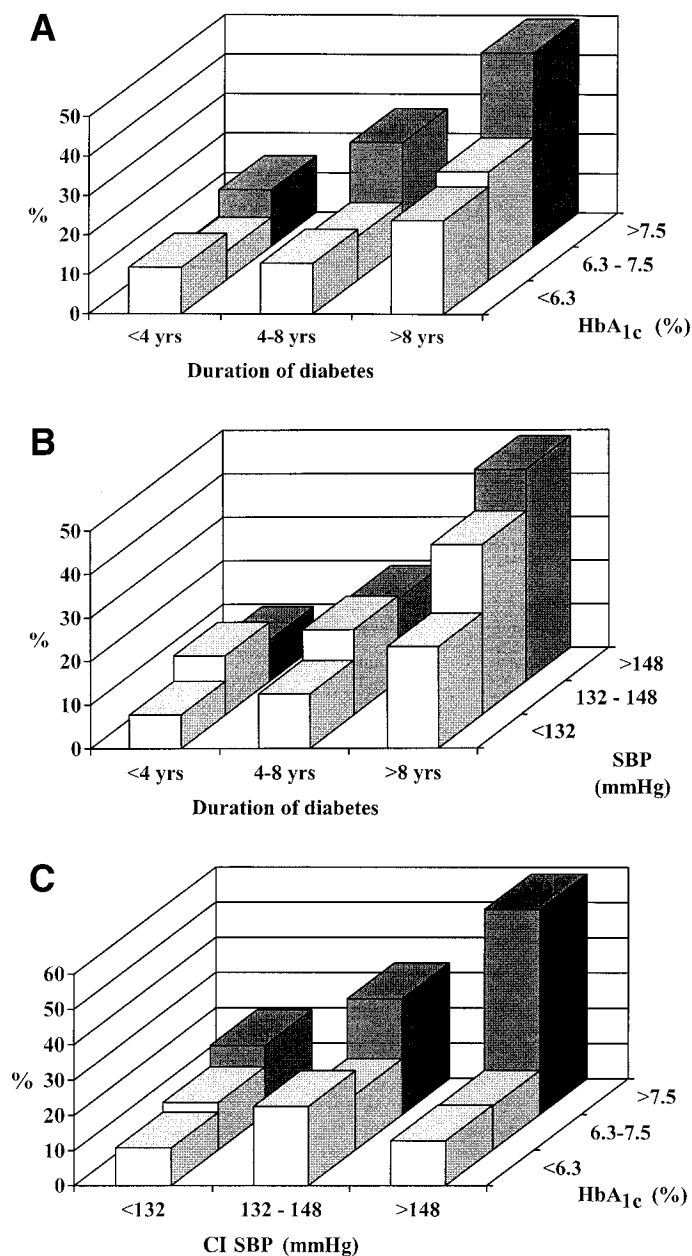 A
50
40
30
20
10
0
%
<4 yrs 4-8 yrs >8 yrs
Duration of diabetes
>7.5
6.3 - 7.5
<6.3
HbA1c (%)
B
50
40
30
20
10
0
%
<4 yrs 4-8 yrs >8 yrs
Duration of diabetes
>148
132 - 148
<132
SBP
(mmHg)
C
60
50
40
30
20
10
0
%
<132 132 - 148 >148
CI SBP (mmHg)
>7.5
6.3-7.5
<6.3
HbA1c (%)